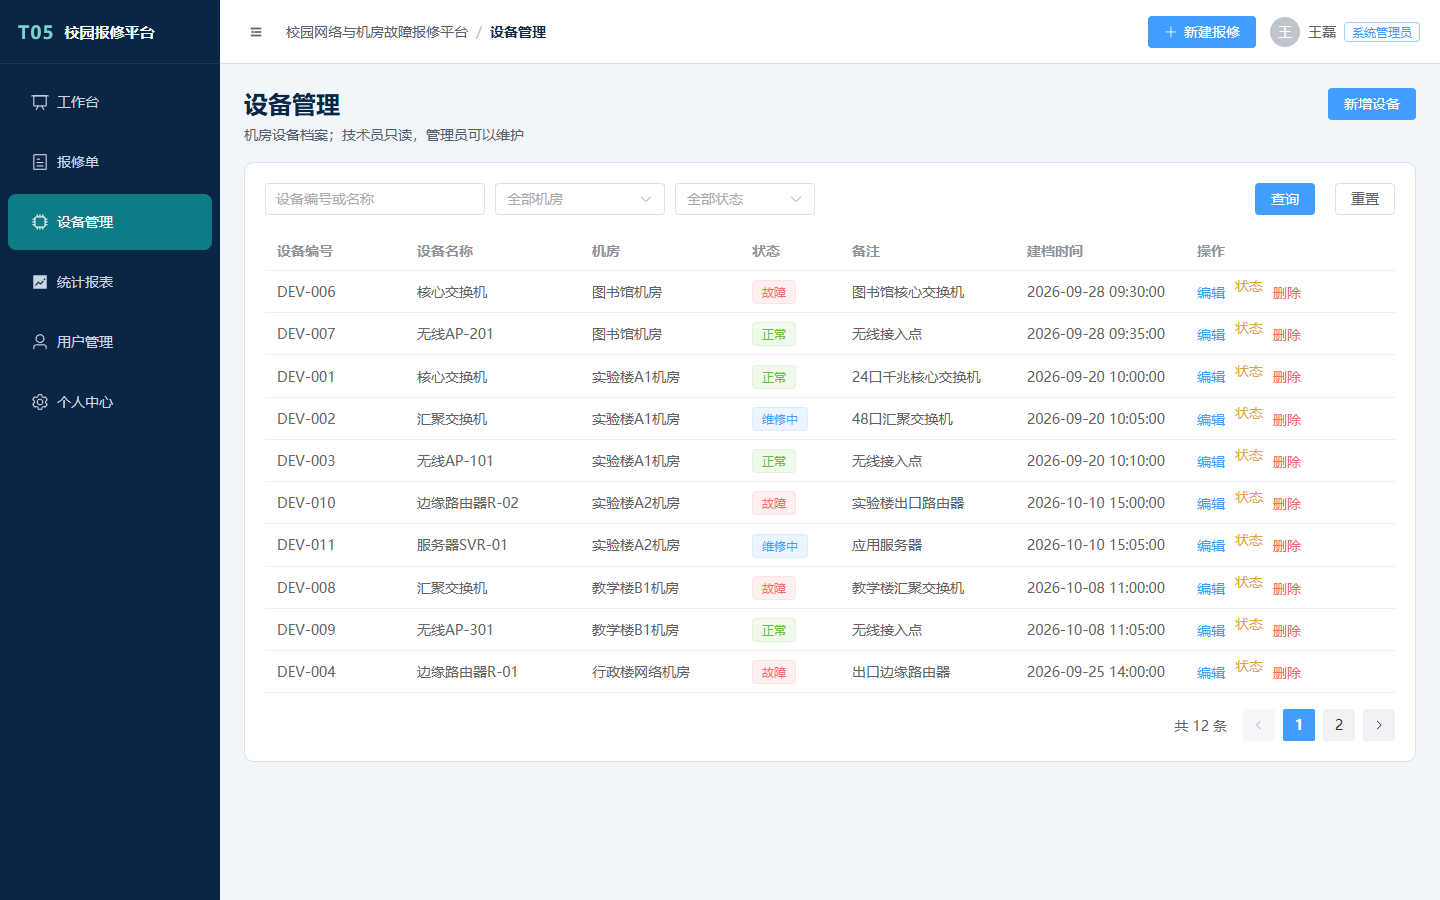 T05 校园报修平台
校园网络与机房故障报修平台 / 设备管理
新建报修
王 王磊 系统管理员
工作台
报修单
设备管理
统计报表
用户管理
个人中心
设备管理
机房设备档案；技术员只读，管理员可以维护
新增设备
设备编号或名称 全部机房 全部状态 查询 重置
设备编号 设备名称 机房 状态 备注 建档时间 操作
DEV-006 核心交换机 图书馆机房 故障 图书馆核心交换机 2026-09-28 09:30:00 编辑 状态 删除
DEV-007 无线AP-201 图书馆机房 正常 无线接入点 2026-09-28 09:35:00 编辑 状态 删除
DEV-001 核心交换机 实验楼A1机房 正常 24口千兆核心交换机 2026-09-20 10:00:00 编辑 状态 删除
DEV-002 汇聚交换机 实验楼A1机房 维修中 48口汇聚交换机 2026-09-20 10:05:00 编辑 状态 删除
DEV-003 无线AP-101 实验楼A1机房 正常 无线接入点 2026-09-20 10:10:00 编辑 状态 删除
DEV-010 边缘路由器R-02 实验楼A2机房 故障 实验楼出口路由器 2026-10-10 15:00:00 编辑 状态 删除
DEV-011 服务器SVR-01 实验楼A2机房 维修中 应用服务器 2026-10-10 15:05:00 编辑 状态 删除
DEV-008 汇聚交换机 教学楼B1机房 故障 教学楼汇聚交换机 2026-10-08 11:00:00 编辑 状态 删除
DEV-009 无线AP-301 教学楼B1机房 正常 无线接入点 2026-10-08 11:05:00 编辑 状态 删除
DEV-004 边缘路由器R-01 行政楼网络机房 故障 出口边缘路由器 2026-09-25 14:00:00 编辑 状态 删除
共 12 条 1 2